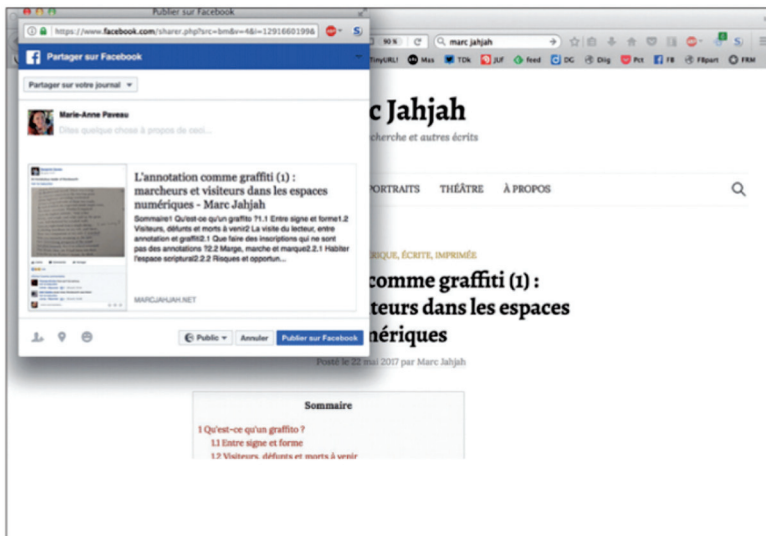 Publier sur Facebook
https://www.facebook.com/sharer.php?src=bm&v=4&i=1291660199&
Partager sur Facebook
Partager sur votre journal
Marie-Anne Paveau
Dites quelque chose à propos de ceci...
L'annotation comme graffiti (1) :
marcheurs et visiteurs dans les espaces
numériques - Marc Jahjah
Sommaire1 Qu'est-ce qu'un graffito ?1.1 Entre signe et forme1.2
Visiteurs, défunts et morts à venir2 La visite du lecteur, entre
annotation et graffiti2.1 Que faire des inscriptions qui ne sont
pas des annotations ?2.2 Marge, marche et marque2.2.1 Habiter
l'espace scriptural2.2.2 Risques et opportun...
MARCJAHJAH.NET
Public
Annuler
Publier sur Facebook
90%
marc jahjah
TinyURL! Mas TDk JUF feed DG Diig Pct FB FBpart FRM
c Jahjah
cherche et autres écrits
PORTRAITS THÉÂTRE À PROPOS
RIQUE, ÉCRITE, IMPRIMÉE
comme graffiti (1) :
iteurs dans les espaces
mériques
Posté le 22 mai 2017 par Marc Jahjah
Sommaire
1 Qu'est-ce qu'un graffito ?
1.1 Entre signe et forme
1.2 Visiteurs, défunts et morts à venir